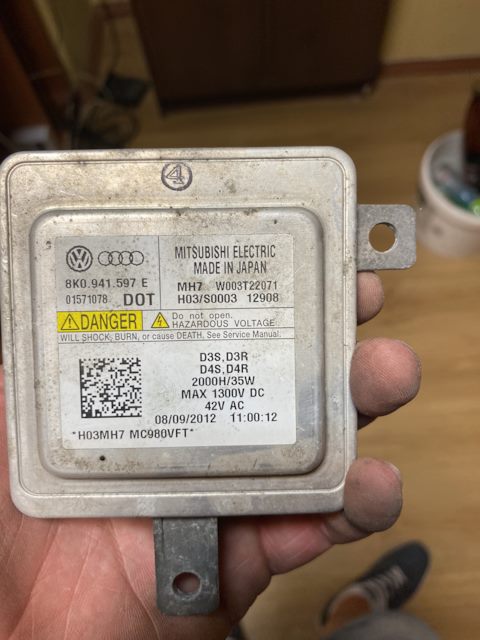 4
MITSUBISHI ELECTRIC
MADE IN JAPAN
8K0.941.597 E
MH7 W003T22071
01571078 DOT
H03/S0003 12908
DANGER
Do not open.
HAZARDOUS VOLTAGE
WILL SHOCK, BURN, or cause DEATH. See Service Manual.
D3S,D3R
D4S,D4R
2000H/35W
MAX 1300V DC
42V AC
08/09/2012 11:00:12
*H03MH7 MC980VFT*